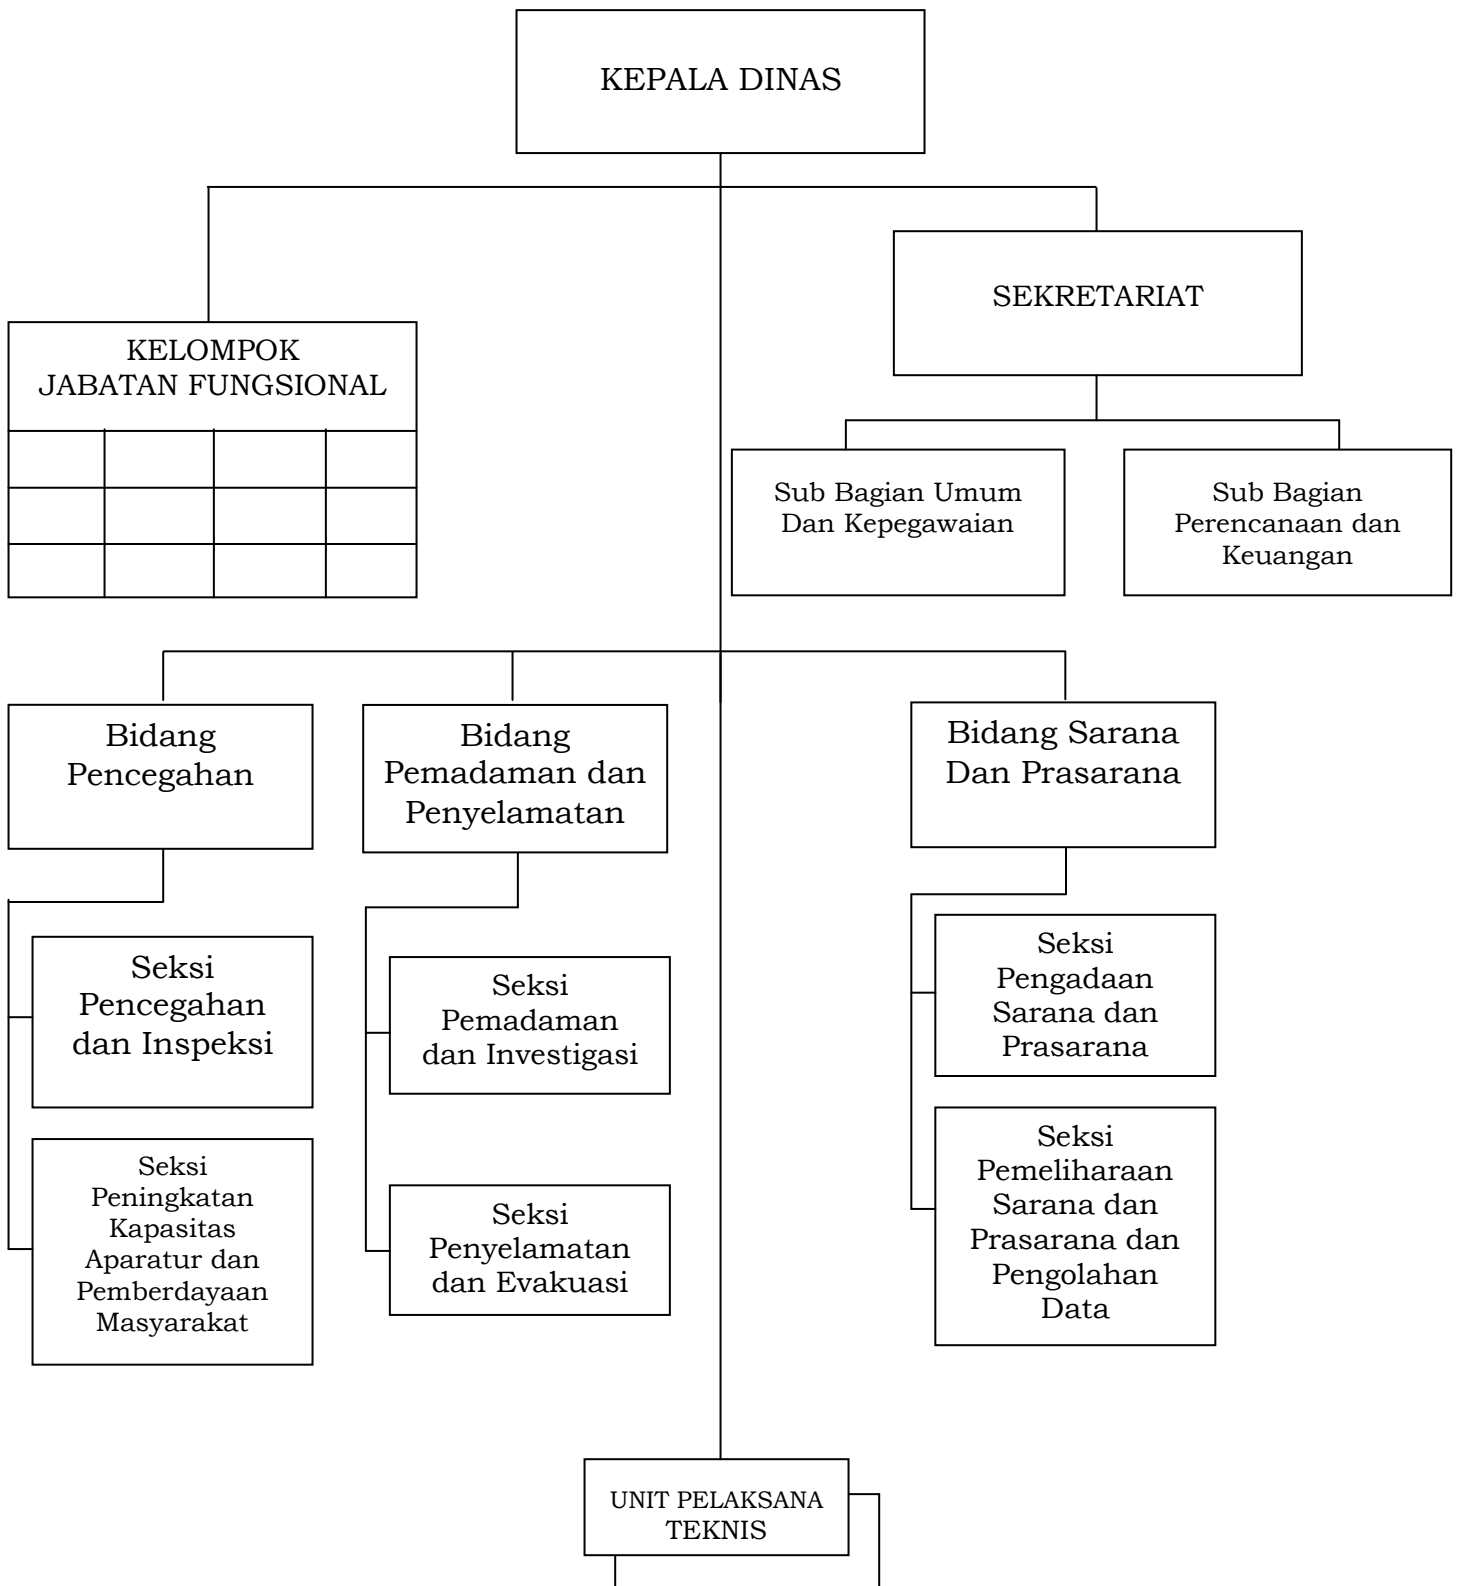 KEPALA DINAS
SEKRETARIAT
KELOMPOK
JABATAN FUNGSIONAL
Sub Bagian Umum
Dan Kepegawaian
Sub Bagian
Perencanaan dan
Keuangan
Bidang
Pencegahan
Bidang
Pemadaman dan
Penyelamatan
Bidang Sarana
Dan Prasarana
Seksi
Pencegahan
dan Inspeksi
Seksi
Pemadaman
dan Investigasi
Seksi
Pengadaan
Sarana dan
Prasarana
Seksi
Peningkatan
Kapasitas
Aparatur dan
Pemberdayaan
Masyarakat
Seksi
Penyelamatan
dan Evakuasi
Seksi
Pemeliharaan
Sarana dan
Prasarana dan
Pengolahan
Data
UNIT PELAKSANA
TEKNIS